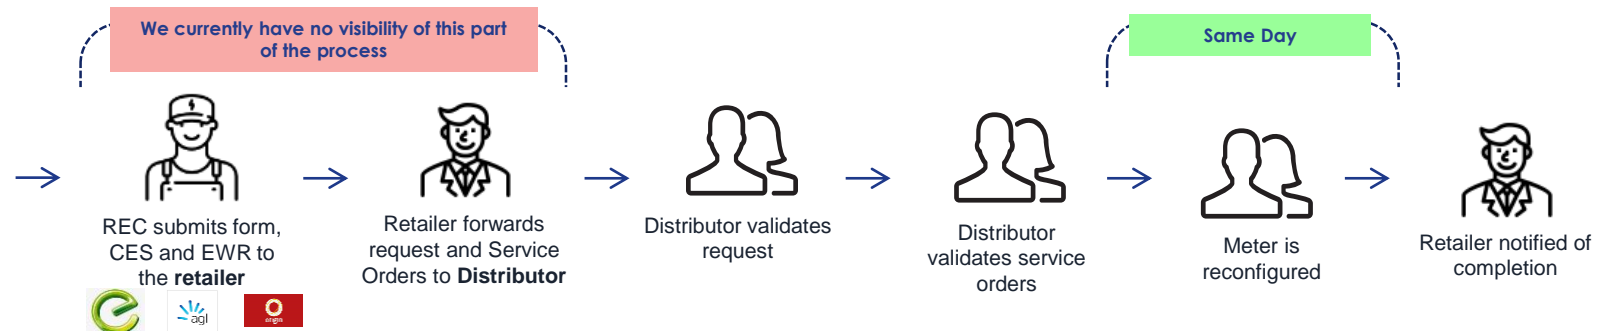 We currently have no visibility of this part
of the process
Same Day
REC submits form,
CES and EWR to
the retailer
Retailer forwards
request and Service
Orders to Distributor
Distributor validates
request
Distributor
validates service
orders
Meter is
reconfigured
Retailer notified of
completion
e
agl
origin